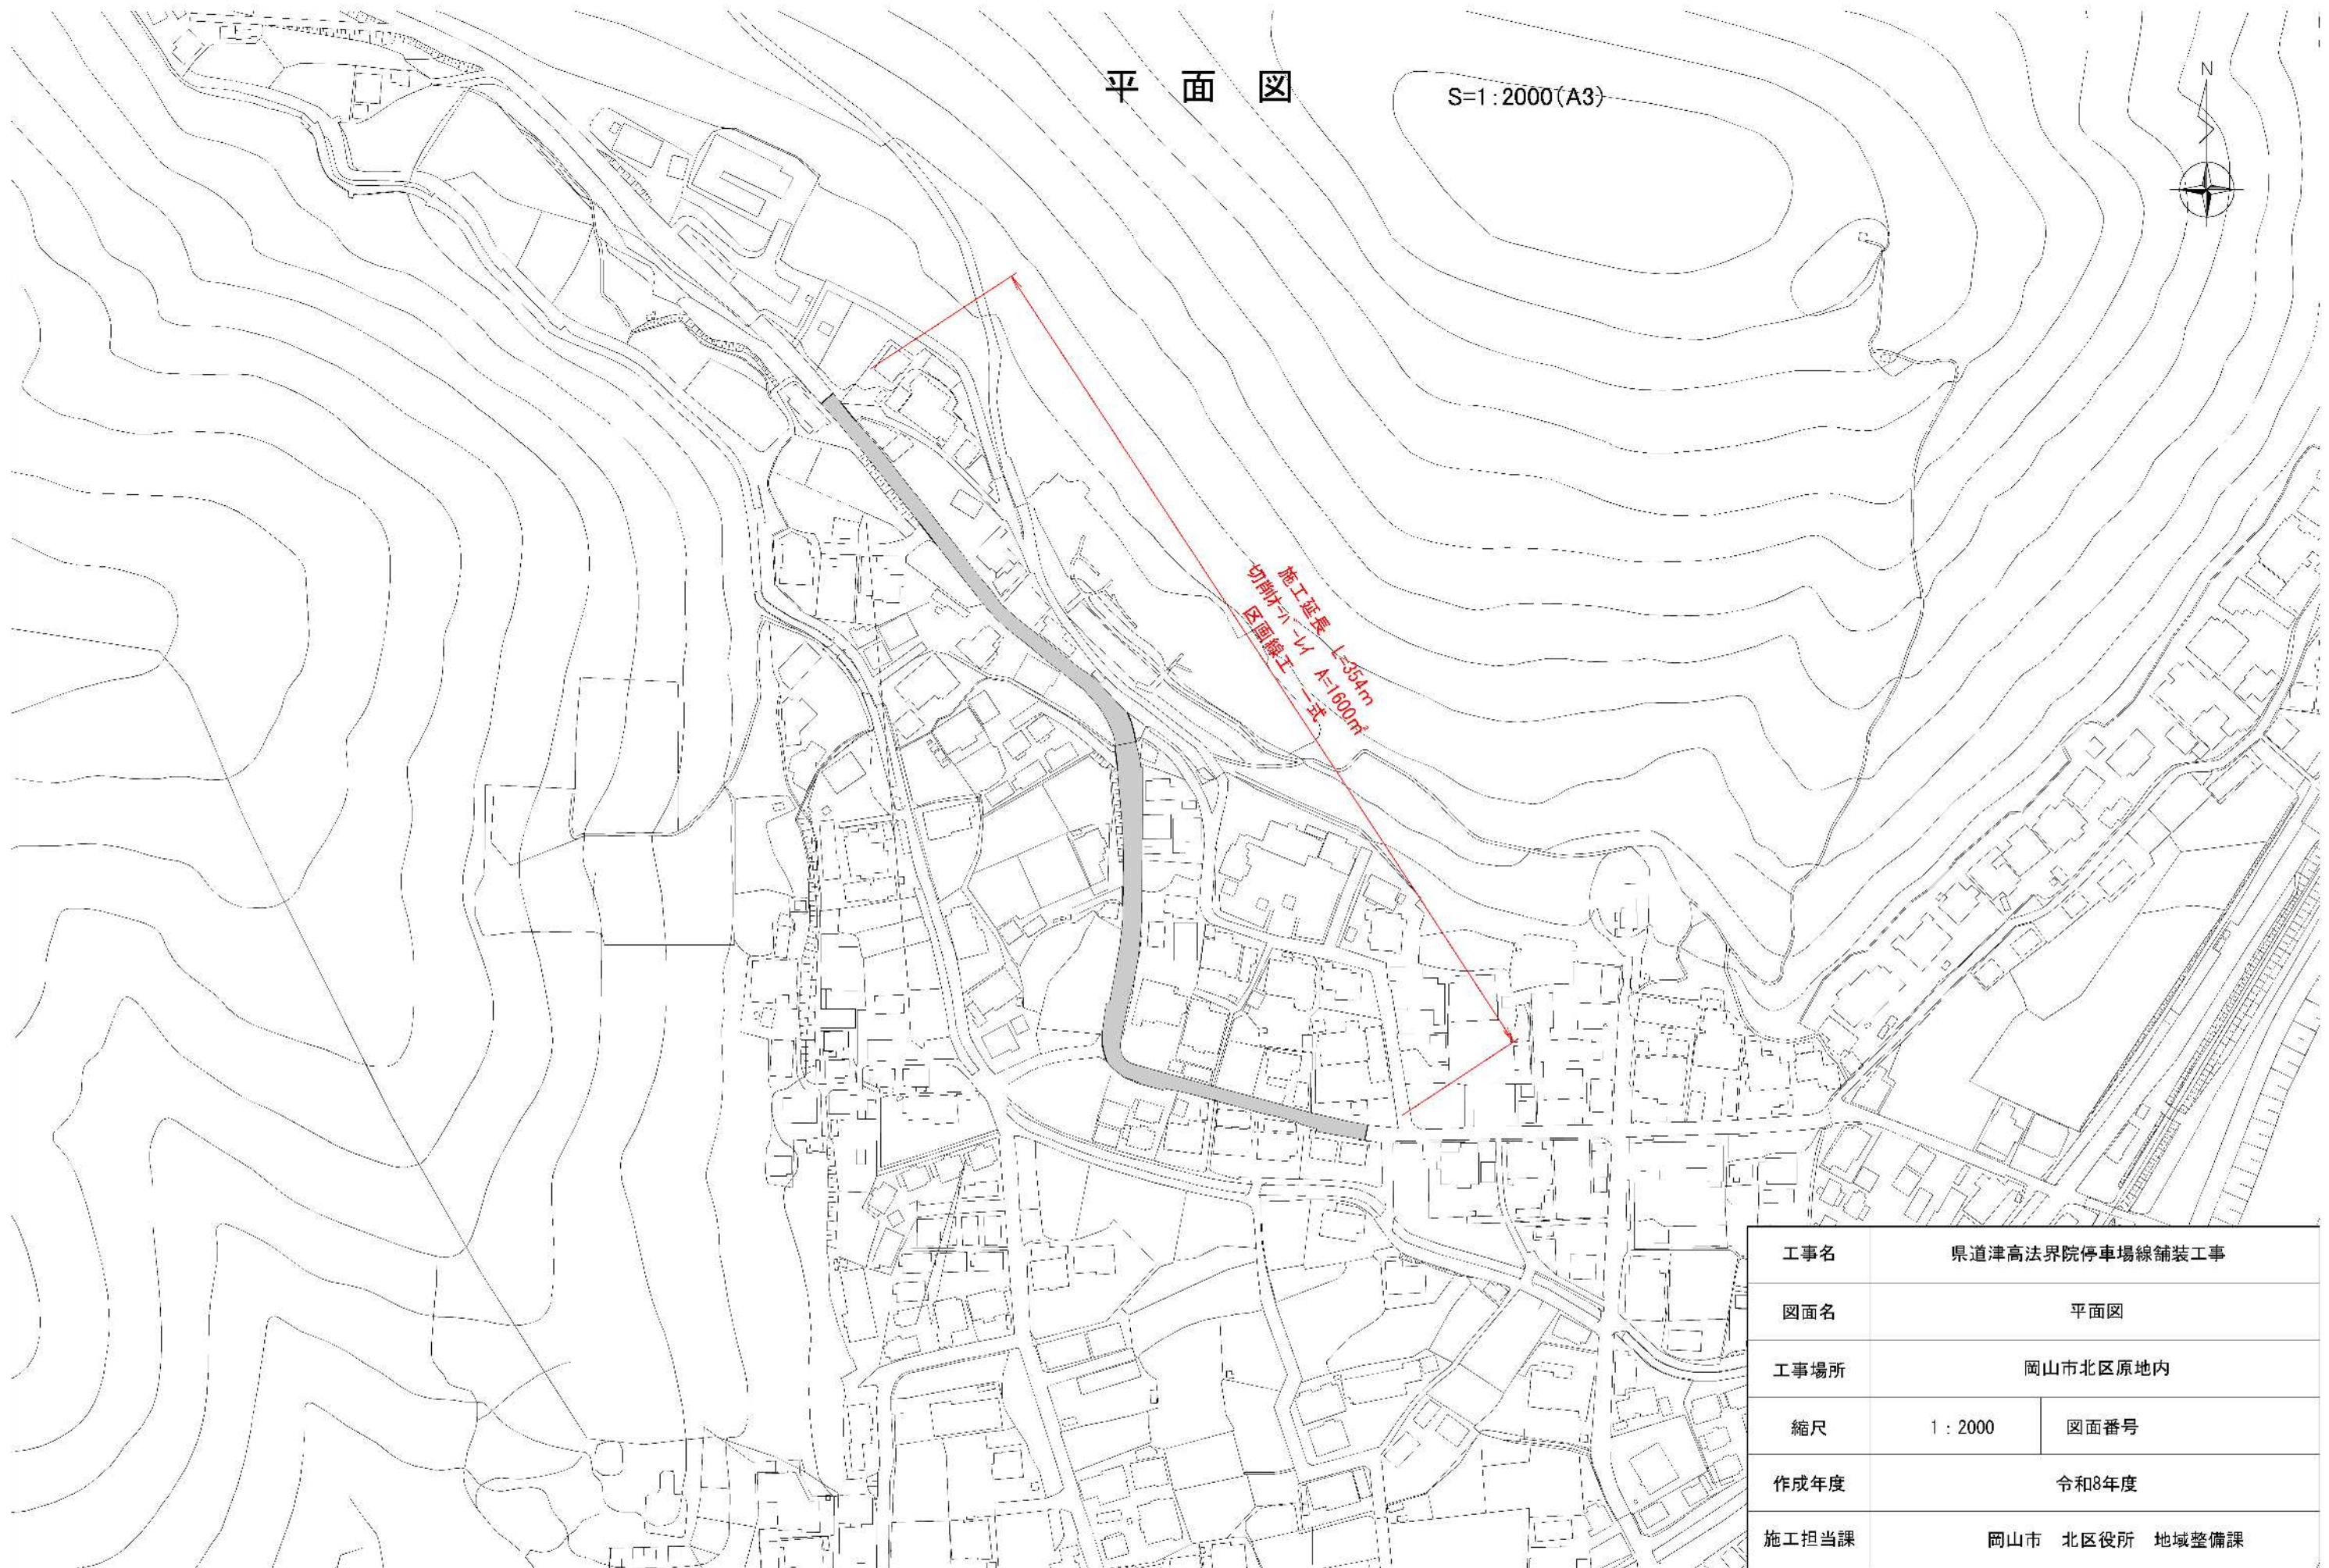 平　面　図
S=1:2000(A3)
N
施工延長　L=354m
切削オーバーレイ　A=1600㎡
区画線工　一式
工事名　県道津高法界院停車場線舗装工事
図面名　平面図
工事場所　岡山市北区原地内
縮尺　1：2000　図面番号
作成年度　令和8年度
施工担当課　岡山市　北区役所　地域整備課